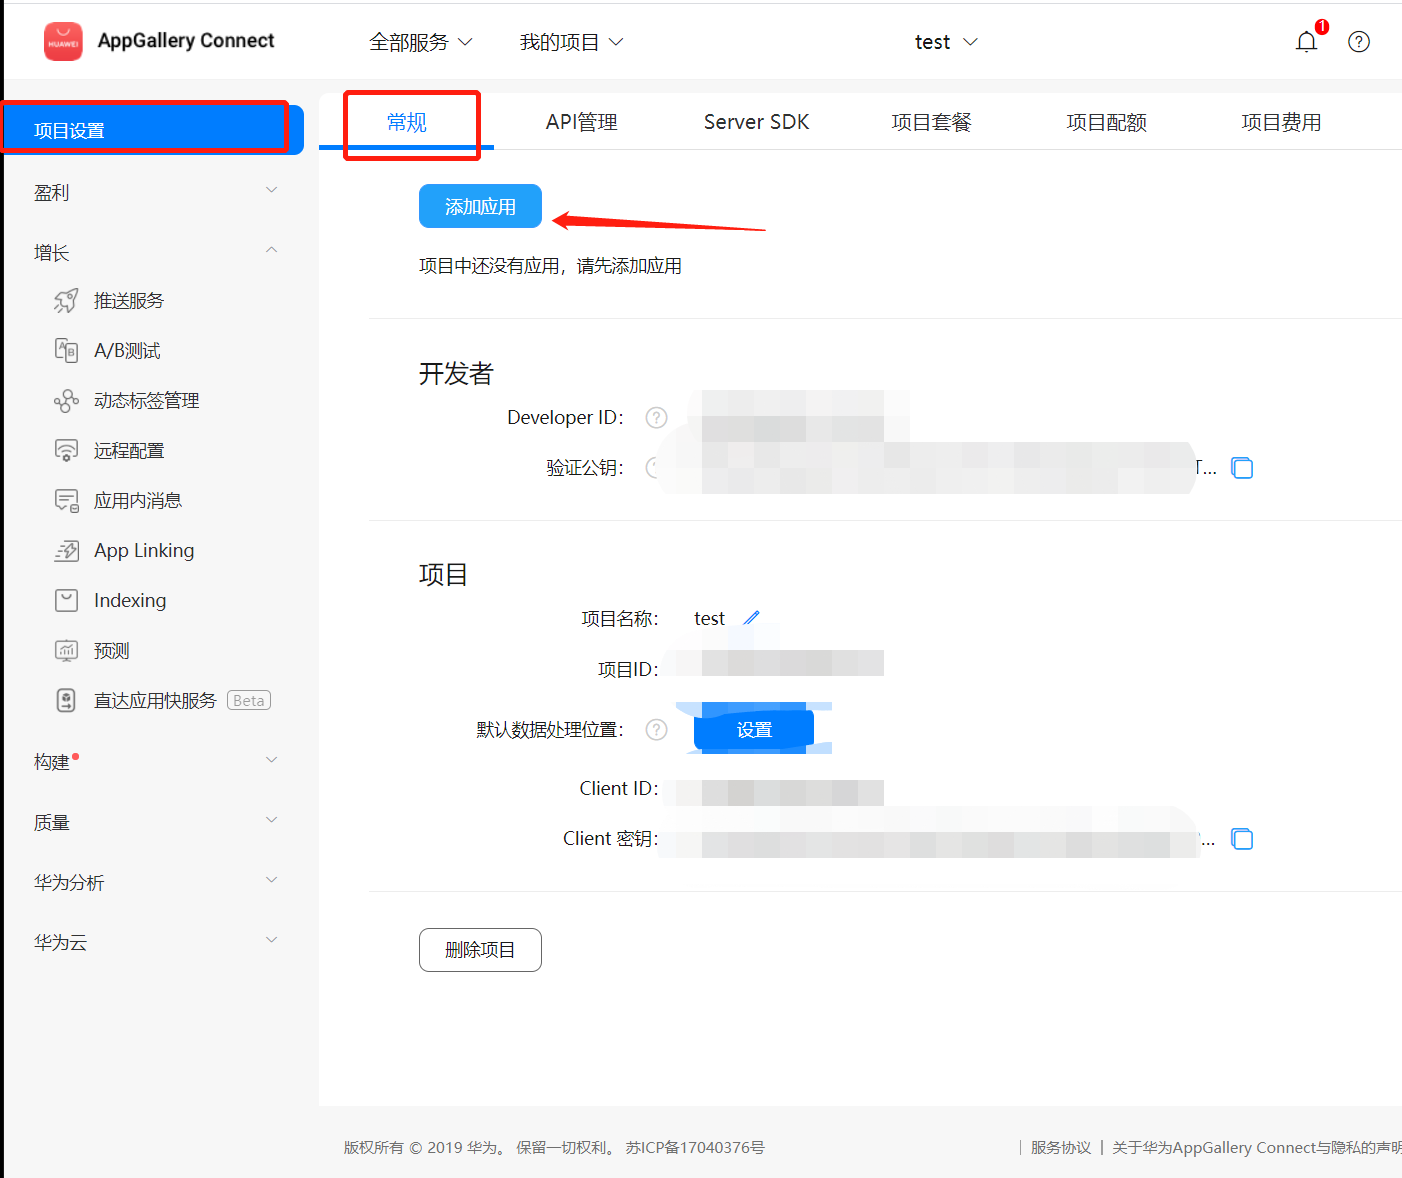 HUAWEI
AppGallery Connect
全部服务
我的项目
test
1
项目设置
常规
API管理
Server SDK
项目套餐
项目配额
项目费用
盈利
增长
推送服务
A/B测试
动态标签管理
远程配置
应用内消息
App Linking
Indexing
预测
直达应用快服务 Beta
构建
质量
华为分析
华为云
添加应用
项目中还没有应用，请先添加应用
开发者
Developer ID：
验证公钥：
T...
项目
项目名称： test
项目ID：
默认数据处理位置： 设置
Client ID：
Client 密钥：
...
删除项目
版权所有 © 2019 华为。 保留一切权利。 苏ICP备17040376号
服务协议 | 关于华为AppGallery Connect与隐私的声明